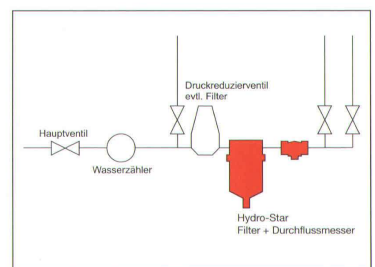 Druckreduzierventil
evtl. Filter
Hauptventil
Wasserzähler
Hydro-Star
Filter + Durchflussmesser